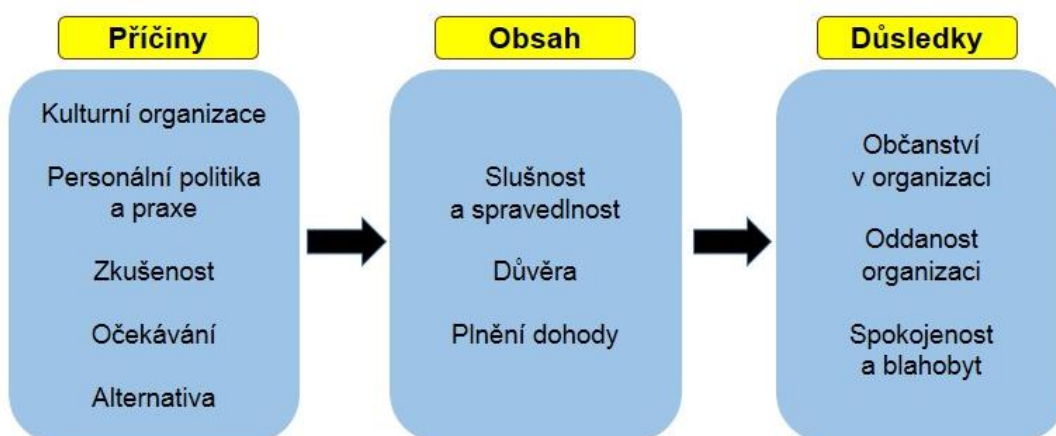 Příčiny
Kulturní organizace
Personální politika
a praxe
Zkušenost
Očekávání
Alternativa
Obsah
Slušnost
a spravedlnost
Důvěra
Plnění dohody
Důsledky
Občanství
v organizaci
Oddanost
organizaci
Spokojenost
a blahobyt